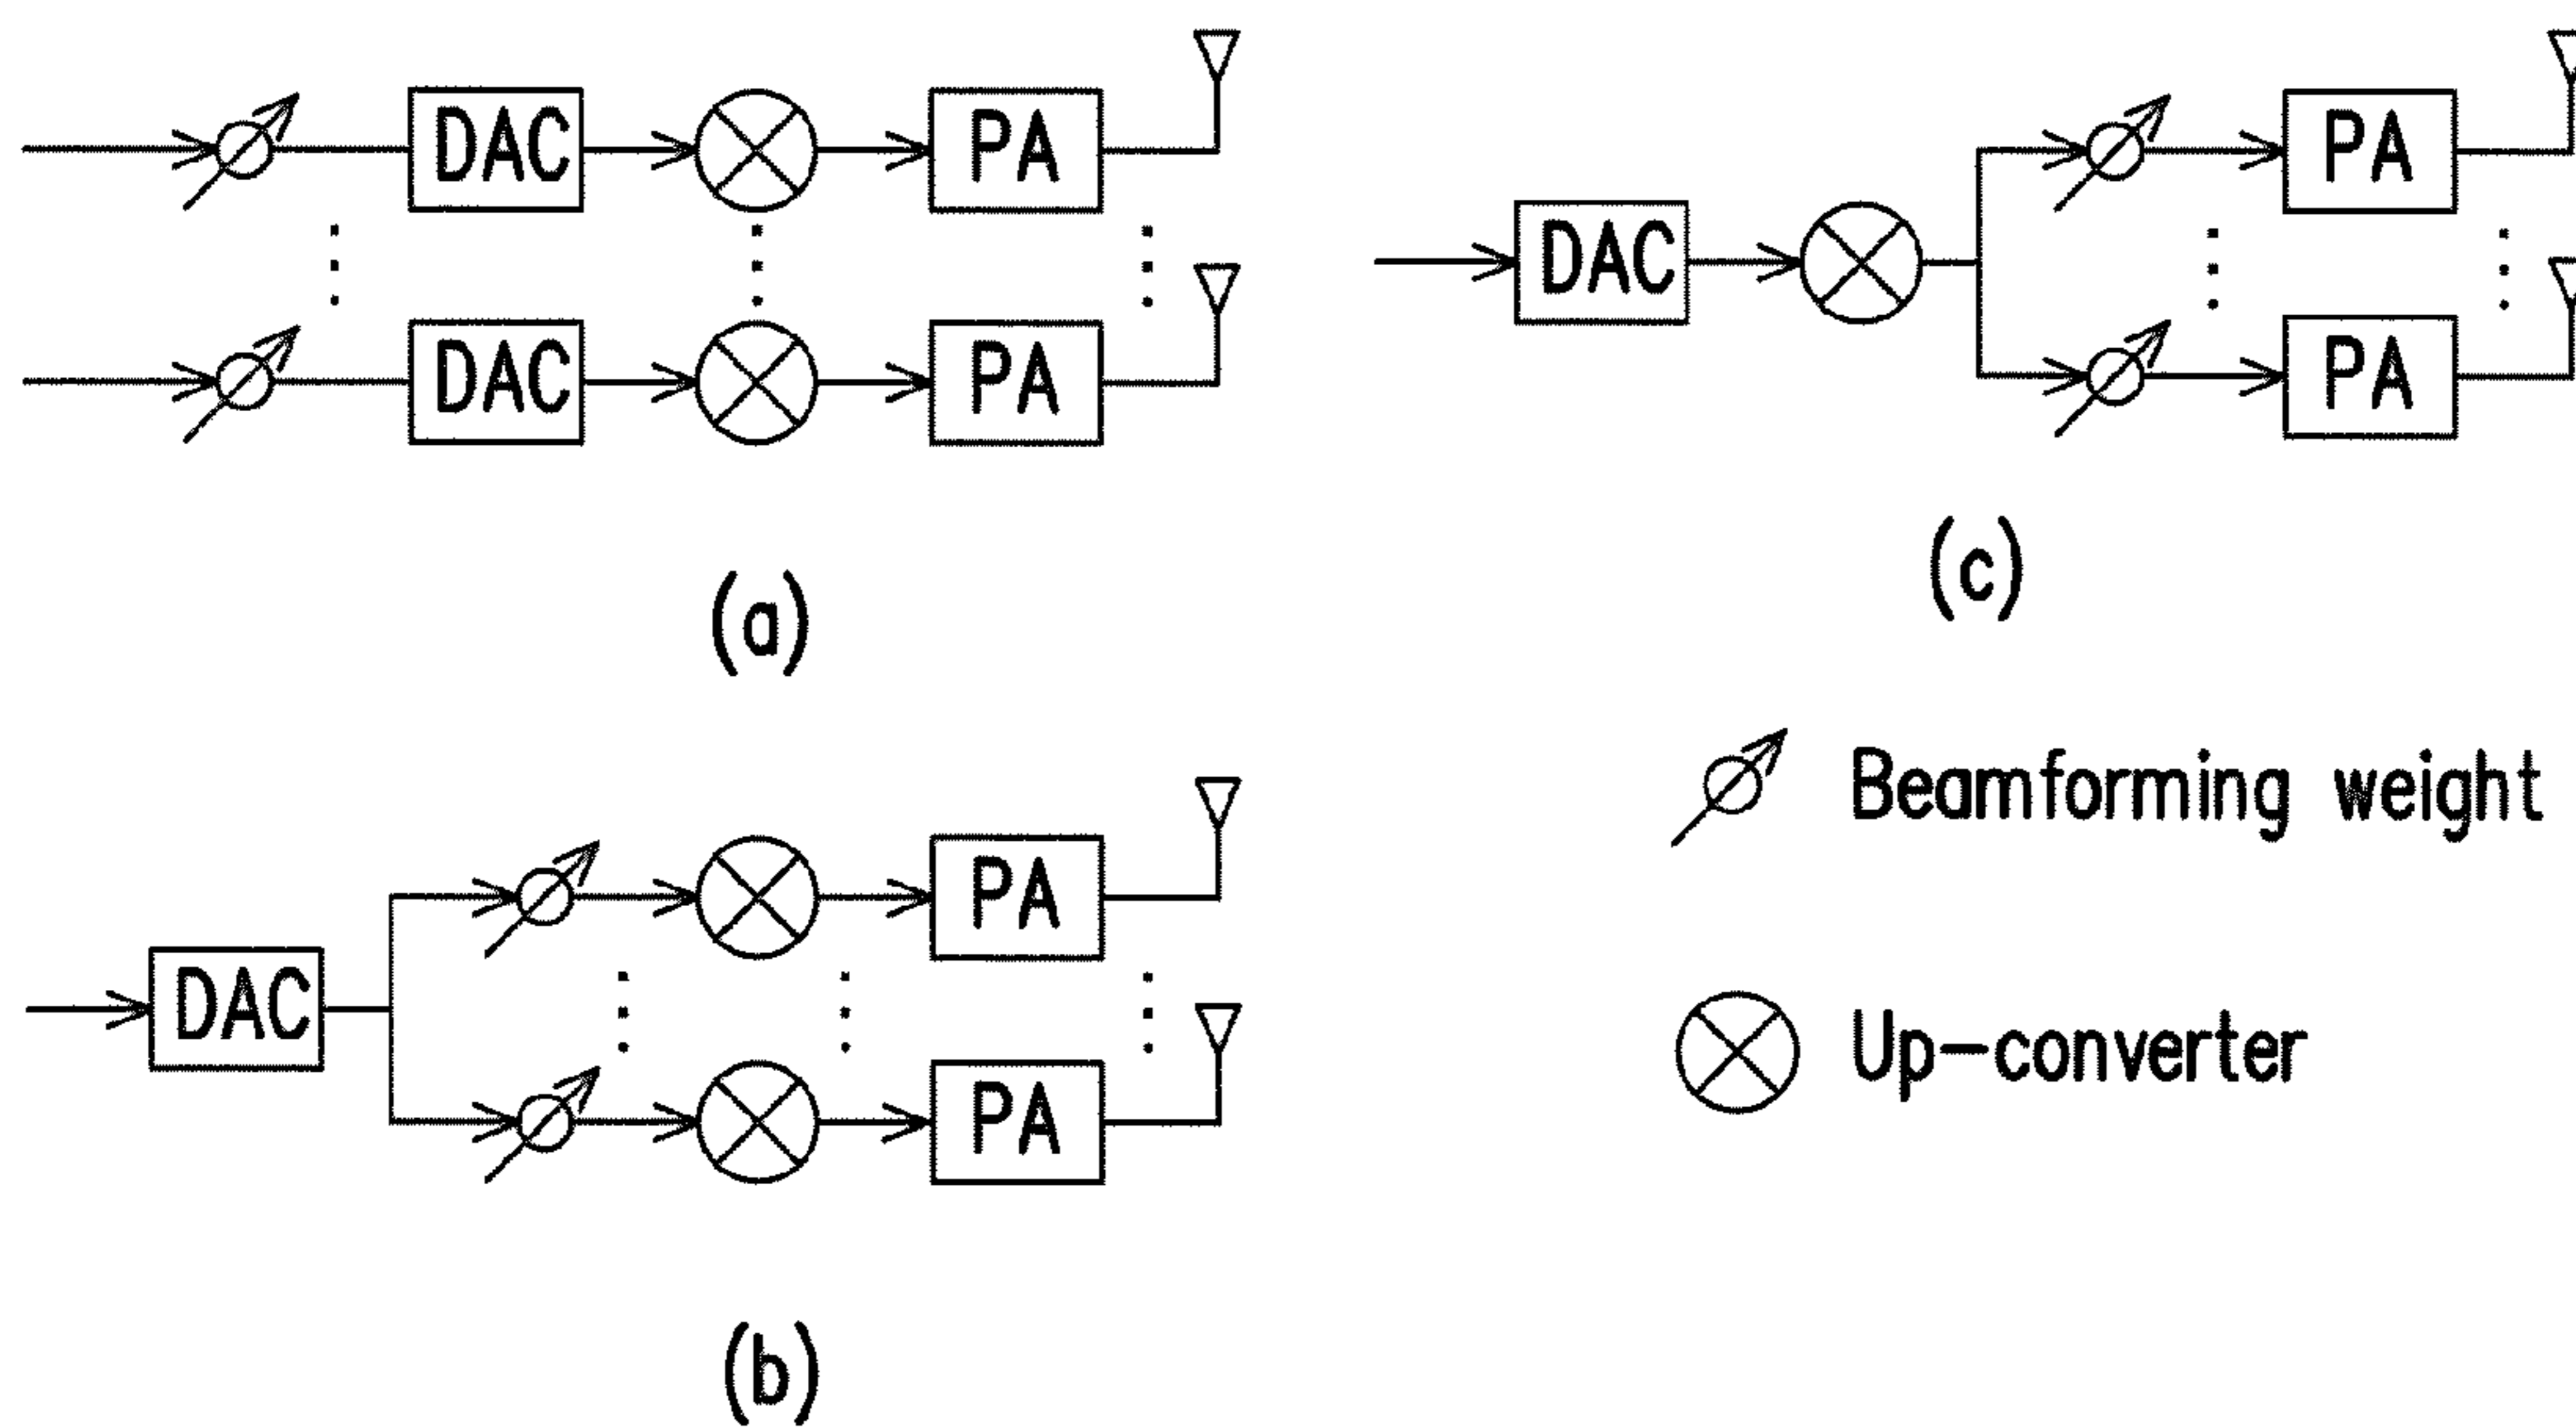 DAC
PA
DAC
PA
(a)
DAC
PA
PA
(b)
DAC
PA
PA
(c)
Beamforming weight
Up-converter